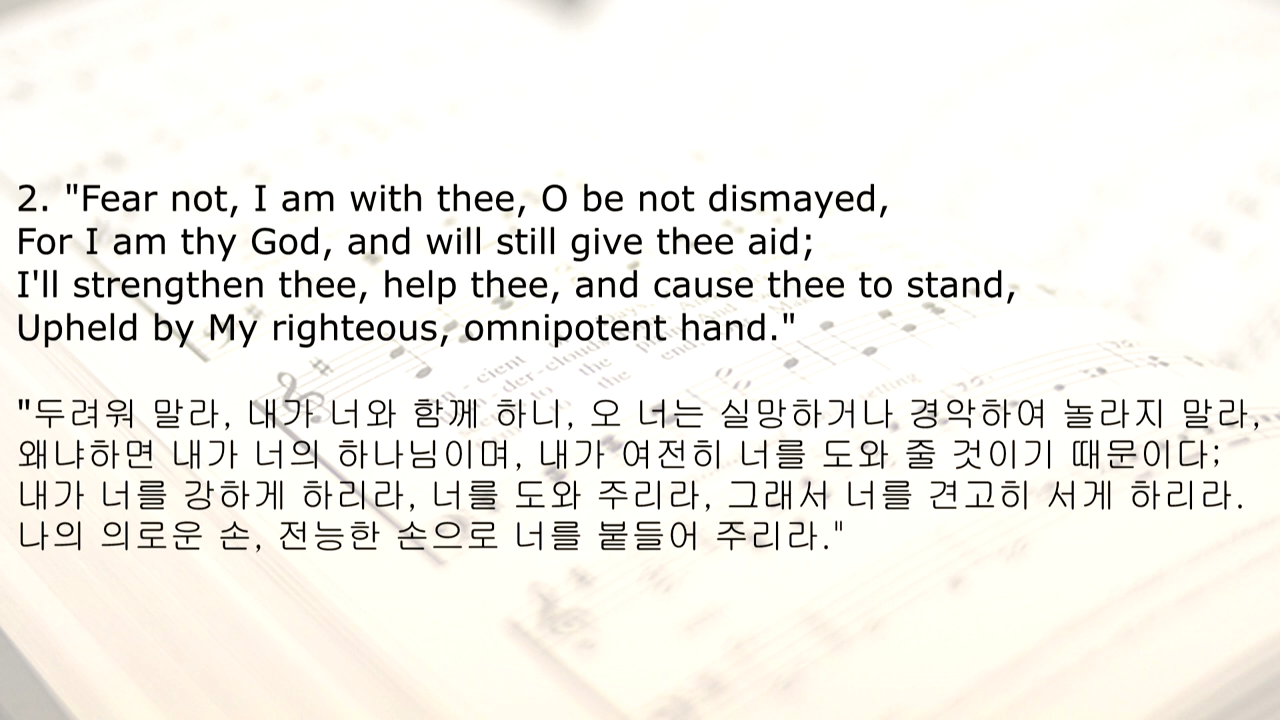 2. "Fear not, I am with thee, O be not dismayed,
For I am thy God, and will still give thee aid;
I'll strengthen thee, help thee, and cause thee to stand,
Upheld by My righteous, omnipotent hand."
"두려워 말라, 내가 너와 함께 하니, 오 너는 실망하거나 경악하여 놀라지 말라,
왜냐하면 내가 너의 하나님이며, 내가 여전히 너를 도와 줄 것이기 때문이다;
내가 너를 강하게 하리라, 너를 도와 주리라, 그래서 너를 견고히 서게 하리라.
나의 의로운 손, 전능한 손으로 너를 붙들어 주리라."
cient
der-cloud
the
the